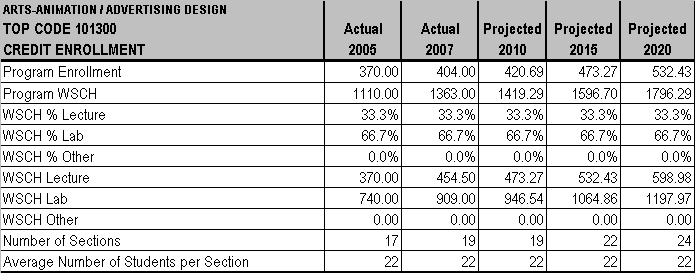 ARTS-ANIMATION / ADVERTISING DESIGN
TOP CODE 101300 Actual Actual Projected Projected Projected
CREDIT ENROLLMENT 2005 2007 2010 2015 2020
Program Enrollment 370.00 404.00 420.69 473.27 532.43
Program WSCH 1110.00 1363.00 1419.29 1596.70 1796.29
WSCH % Lecture 33.3% 33.3% 33.3% 33.3% 33.3%
WSCH % Lab 66.7% 66.7% 66.7% 66.7% 66.7%
WSCH % Other 0.0% 0.0% 0.0% 0.0% 0.0%
WSCH Lecture 370.00 454.50 473.27 532.43 598.98
WSCH Lab 740.00 909.00 946.54 1064.86 1197.97
WSCH Other 0.00 0.00 0.00 0.00 0.00
Number of Sections 17 19 19 22 24
Average Number of Students per Section 22 22 22 22 22